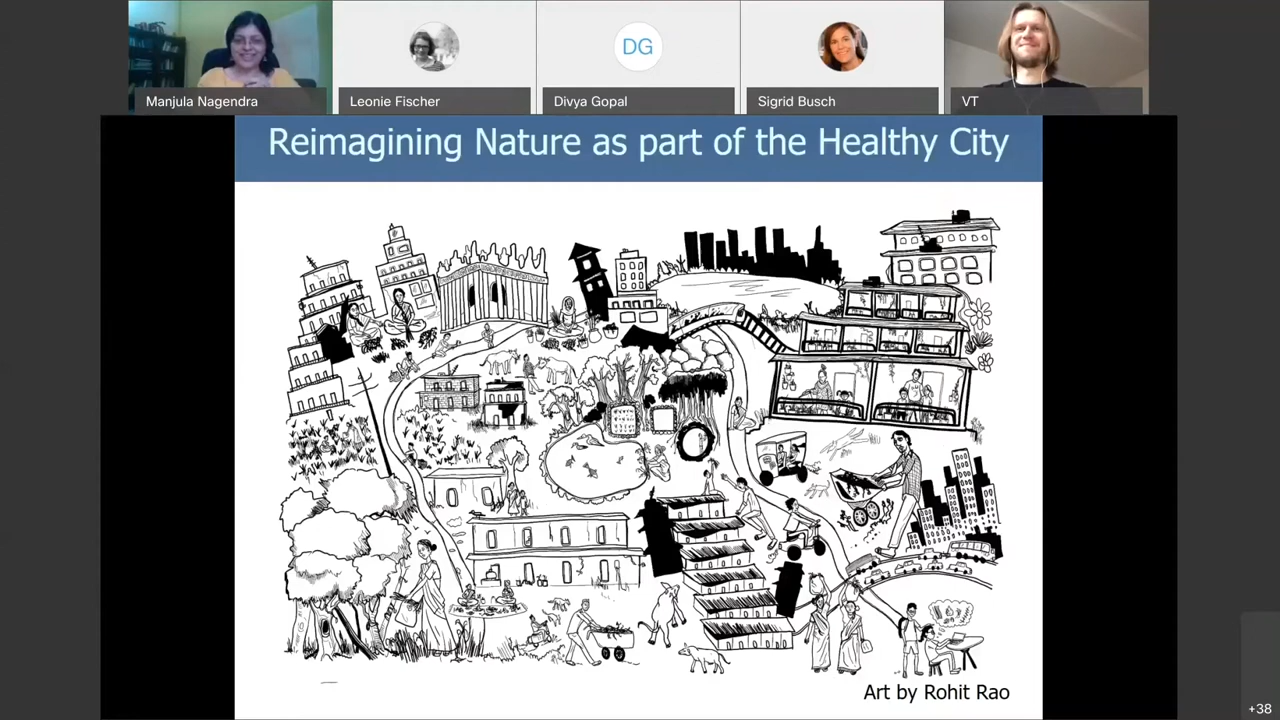 DG
Manjula Nagendra
Leonie Fischer
Divya Gopal
Sigrid Busch
VT
Reimagining Nature as part of the Healthy City
Art by Rohit Rao
+38